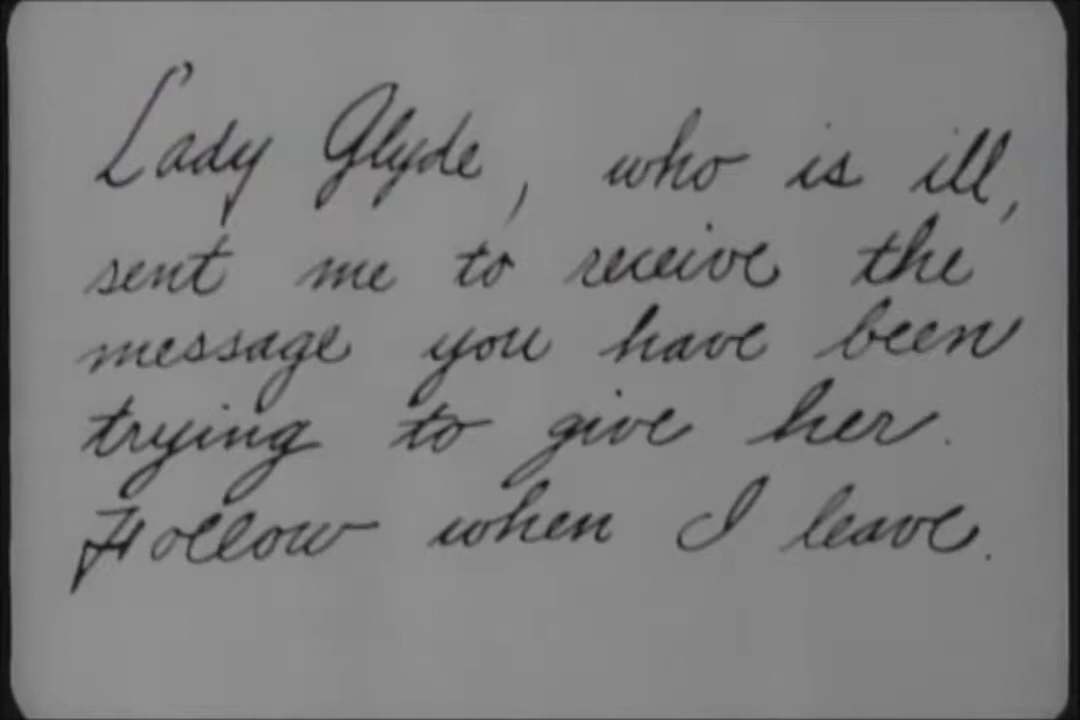 Lady Glyde, who is ill,
sent me to receive the
message you have been
trying to give her.
Follow when I leave.